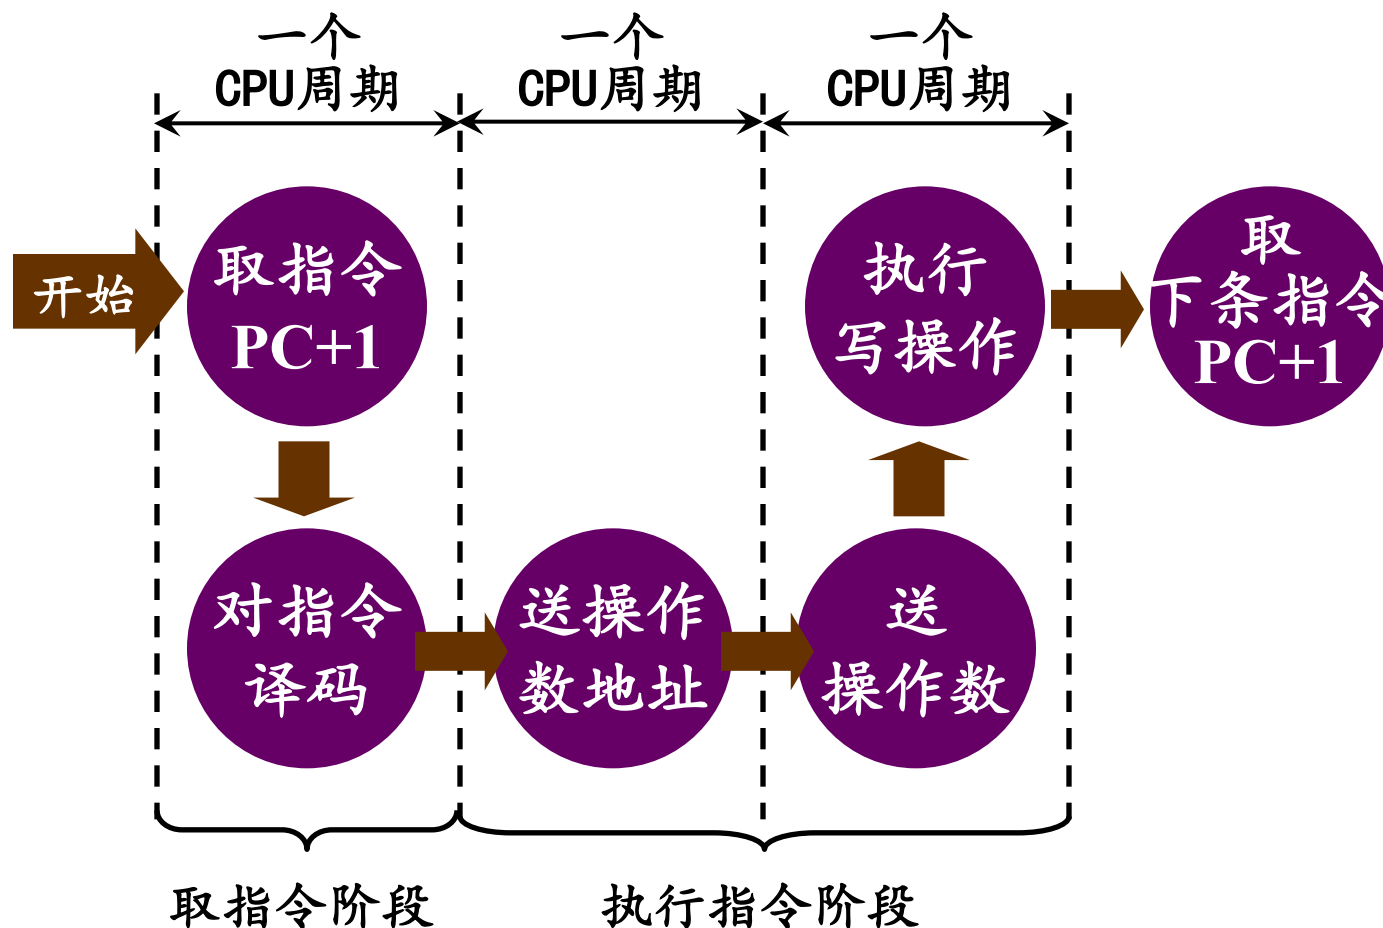 一个
CPU周期
一个
CPU周期
一个
CPU周期
开始
取指令
PC+1
执行
写操作
取
下条指令
PC+1
对指令
译码
送操作
数地址
送
操作数
取指令阶段
执行指令阶段